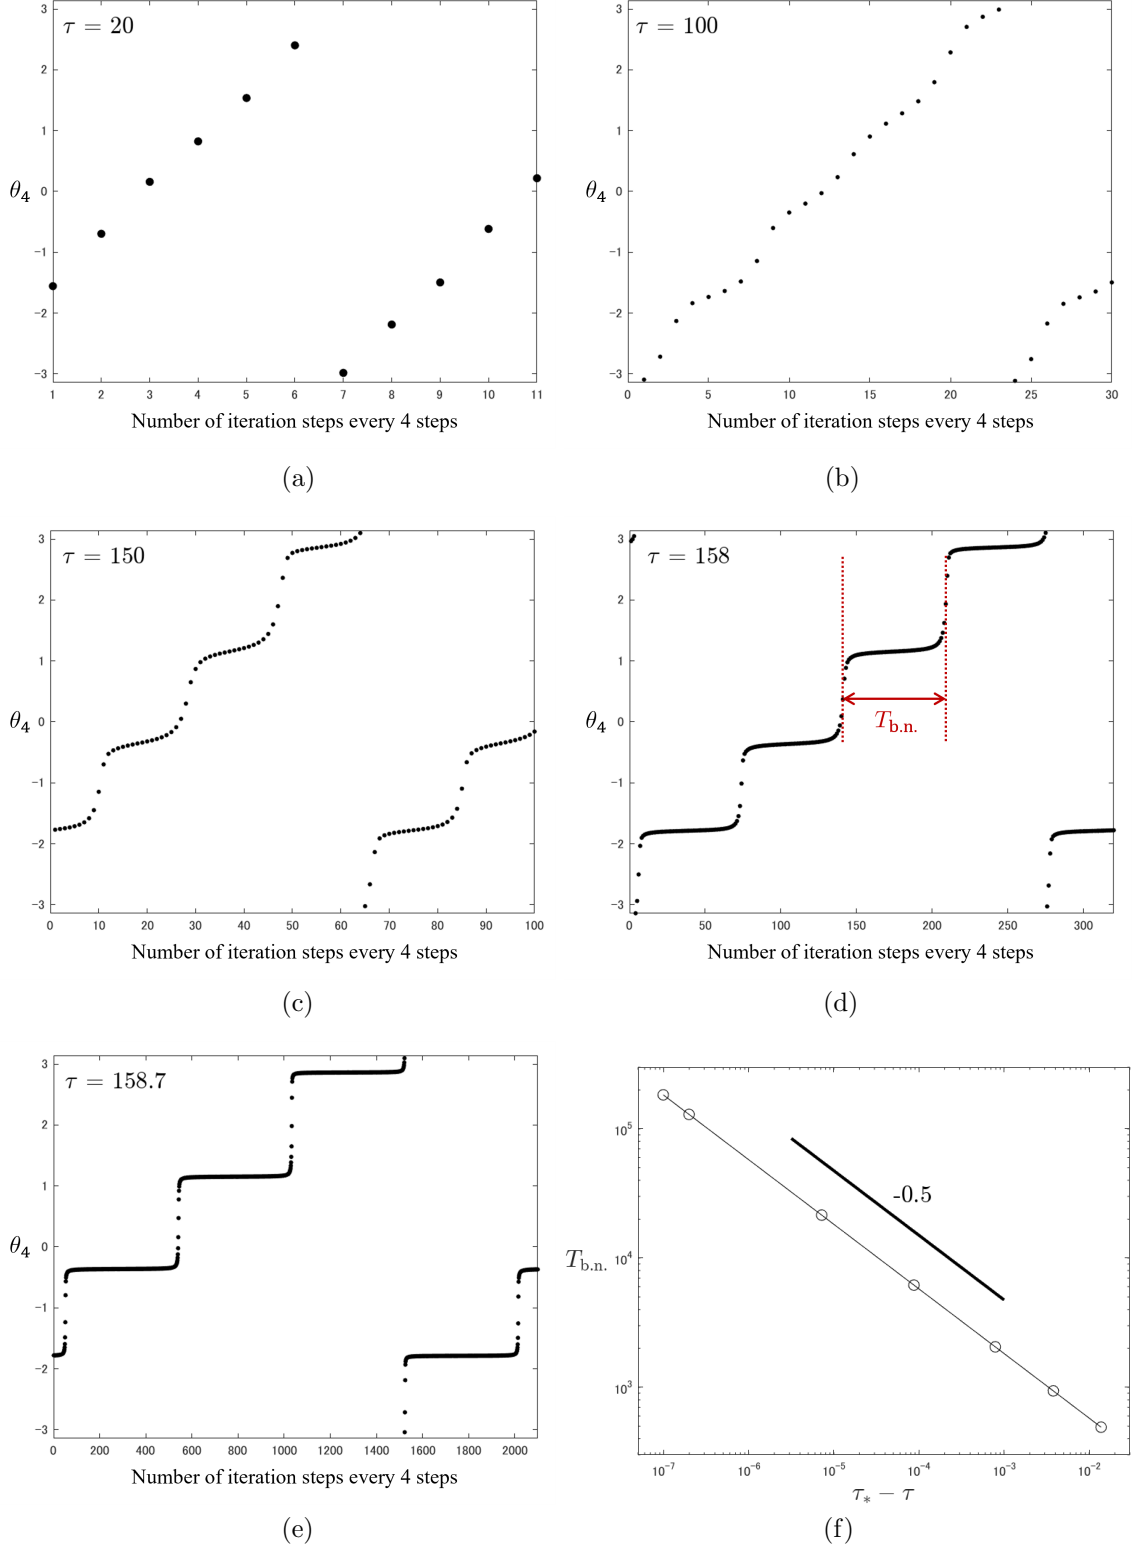 τ = 20
3
2
1
θ4
0
-1
-2
-3
1 2 3 4 5 6 7 8 9 10 11
Number of iteration steps every 4 steps
(a)
τ = 100
3
2
1
θ4
0
-1
-2
-3
0 5 10 15 20 25 30
Number of iteration steps every 4 steps
(b)
τ = 150
3
2
1
θ4
0
-1
-2
-3
0 10 20 30 40 50 60 70 80 90 100
Number of iteration steps every 4 steps
(c)
τ = 158
3
2
1
θ4
0
-1
-2
-3
Tb.n.
0 50 100 150 200 250 300
Number of iteration steps every 4 steps
(d)
τ = 158.7
3
2
1
θ4
0
-1
-2
-3
0 200 400 600 800 1000 1200 1400 1600 1800 2000
Number of iteration steps every 4 steps
(e)
10^5
-0.5
Tb.n.
10^4
10^3
10^-7 10^-6 10^-5 10^-4 10^-3 10^-2
τ* − τ
(f)